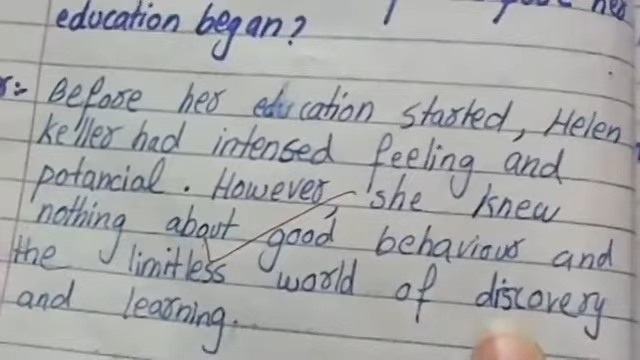 education began?
Before her education started, Helen
Keller had intensed feeling and
potancial. However, she knew
nothing about good behaviour and
the limitless world of discovery
and learning.